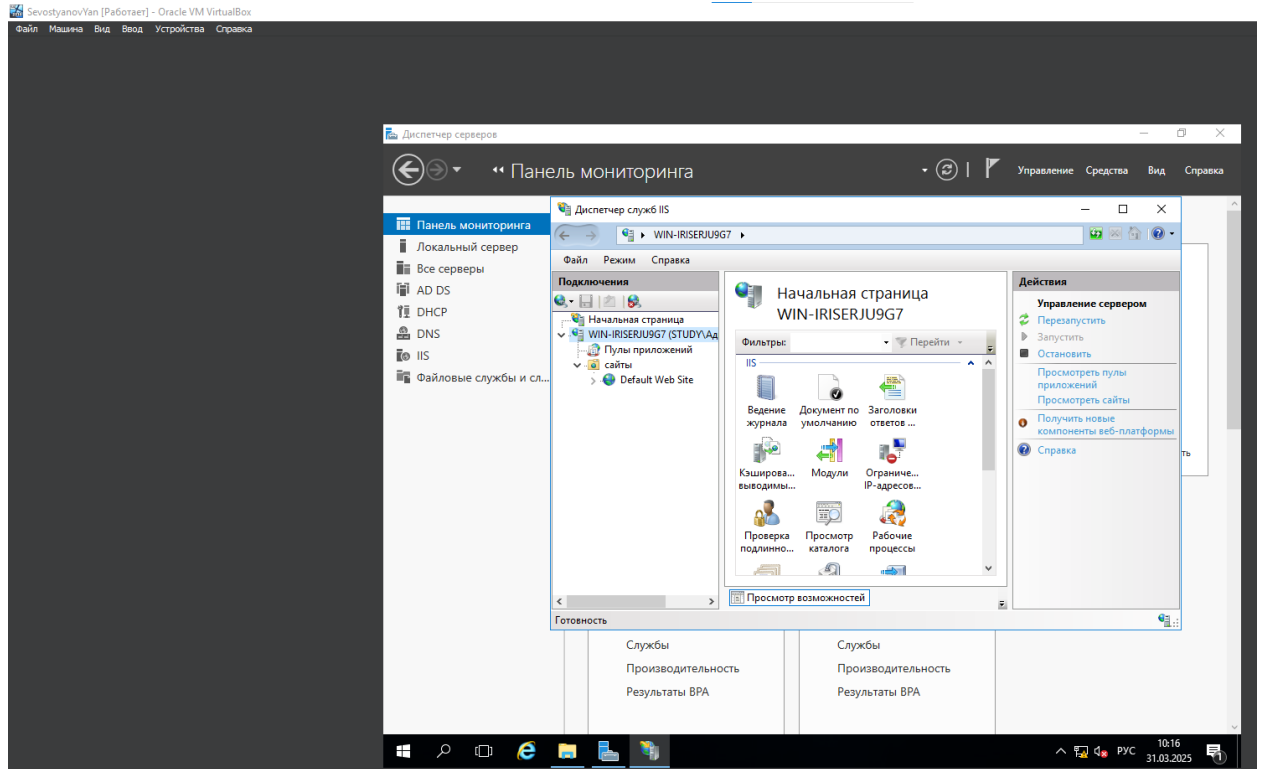 SevostyanovYan [Работает] - Oracle VM VirtualBox
Файл Машина Вид Ввод Устройства Справка
Диспетчер серверов
Панель мониторинга
Управление Средства Вид Справка
Панель мониторинга
Локальный сервер
Все серверы
AD DS
DHCP
DNS
IIS
Файловые службы и сл...
Диспетчер служб IIS
WIN-IRISERJU9G7
Файл Режим Справка
Подключения
Начальная страница
WIN-IRISERJU9G7 (STUDY\Ад
Пулы приложений
сайты
Default Web Site
Начальная страница
WIN-IRISERJU9G7
Фильтры: Перейти
IIS
Ведение
журнала
Документ по
умолчанию
Заголовки
ответов ...
Кэширова...
выводимы...
Модули
Ограниче...
IP-адресов...
Проверка
подлинно...
Просмотр
каталога
Рабочие
процессы
Просмотр возможностей
Действия
Управление сервером
Перезапустить
Запустить
Остановить
Просмотреть пулы
приложений
Просмотреть сайты
Получить новые
компоненты веб-платформы
Справка
ть
Готовность
Службы
Производительность
Результаты BPA
Службы
Производительность
Результаты BPA
РУС
10:16
31.03.2025
1